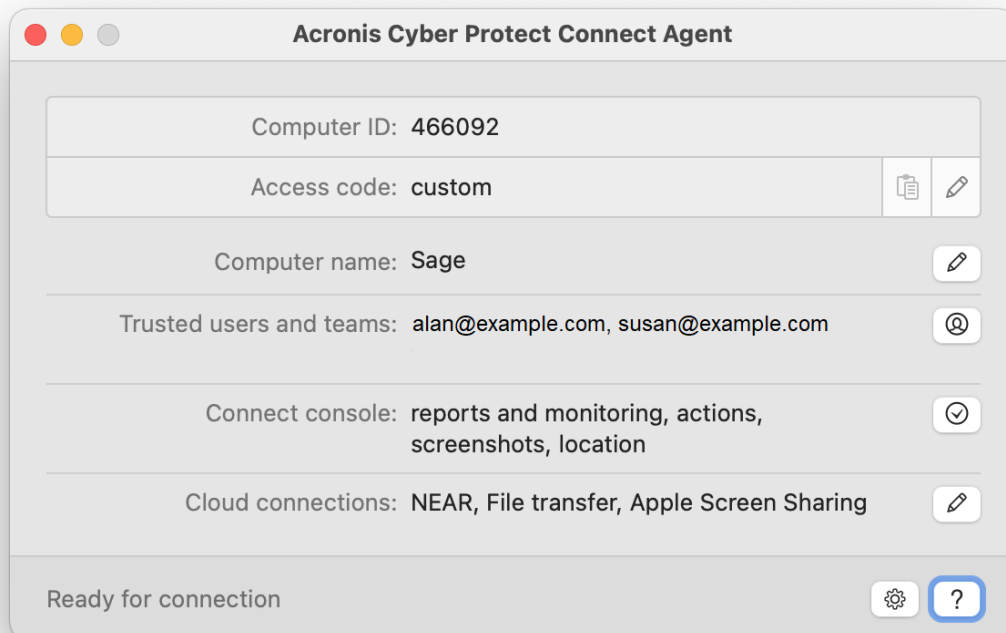 Acronis Cyber Protect Connect Agent
Computer ID: 466092
Access code: custom
Computer name: Sage
Trusted users and teams: alan@example.com, susan@example.com
Connect console: reports and monitoring, actions,
screenshots, location
Cloud connections: NEAR, File transfer, Apple Screen Sharing
Ready for connection
?